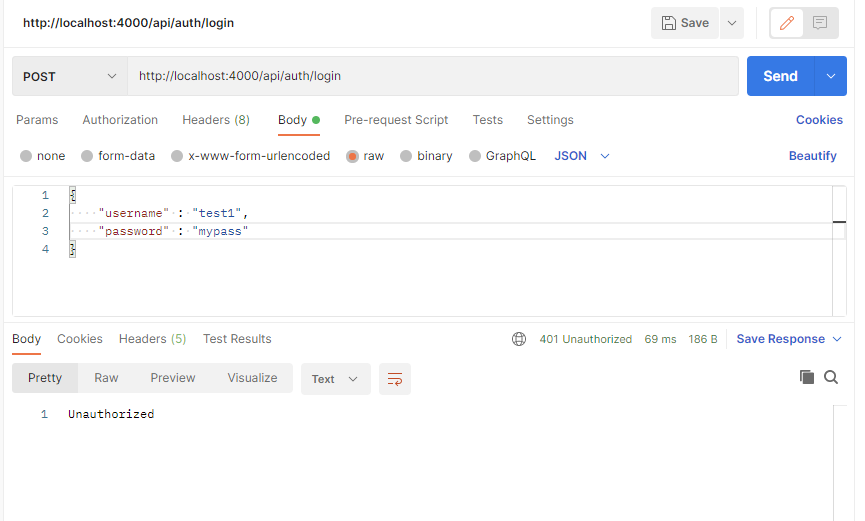 http://localhost:4000/api/auth/login Save
POST http://localhost:4000/api/auth/login Send
Params Authorization Headers (8) Body Pre-request Script Tests Settings Cookies
none form-data x-www-form-urlencoded raw binary GraphQL JSON Beautify
1 {
2 "username" : "test1",
3 "password" : "mypass"
4 }
Body Cookies Headers (5) Test Results 401 Unauthorized 69 ms 186 B Save Response
Pretty Raw Preview Visualize Text
1 Unauthorized